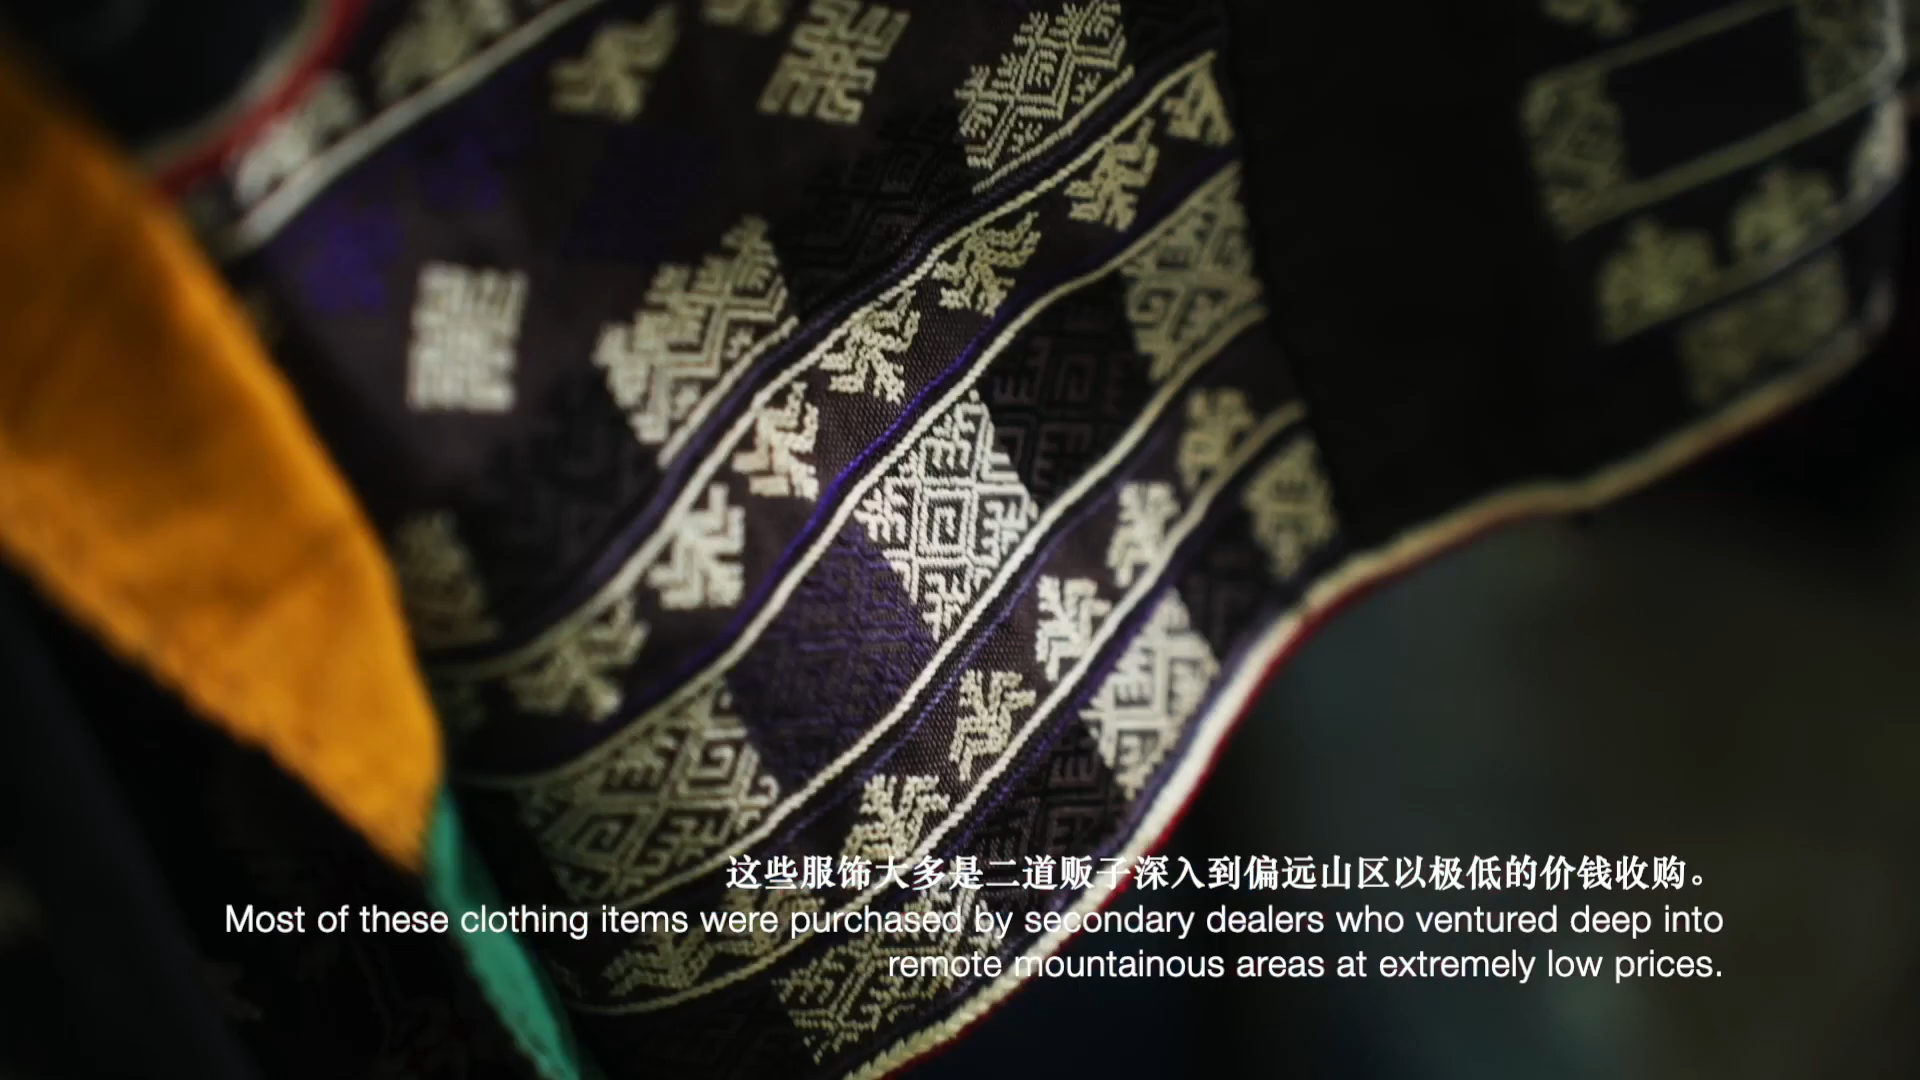 这些服饰大多是二道贩子深入到偏远山区以极低的价钱收购。
Most of these clothing items were purchased by secondary dealers who ventured deep into
remote mountainous areas at extremely low prices.